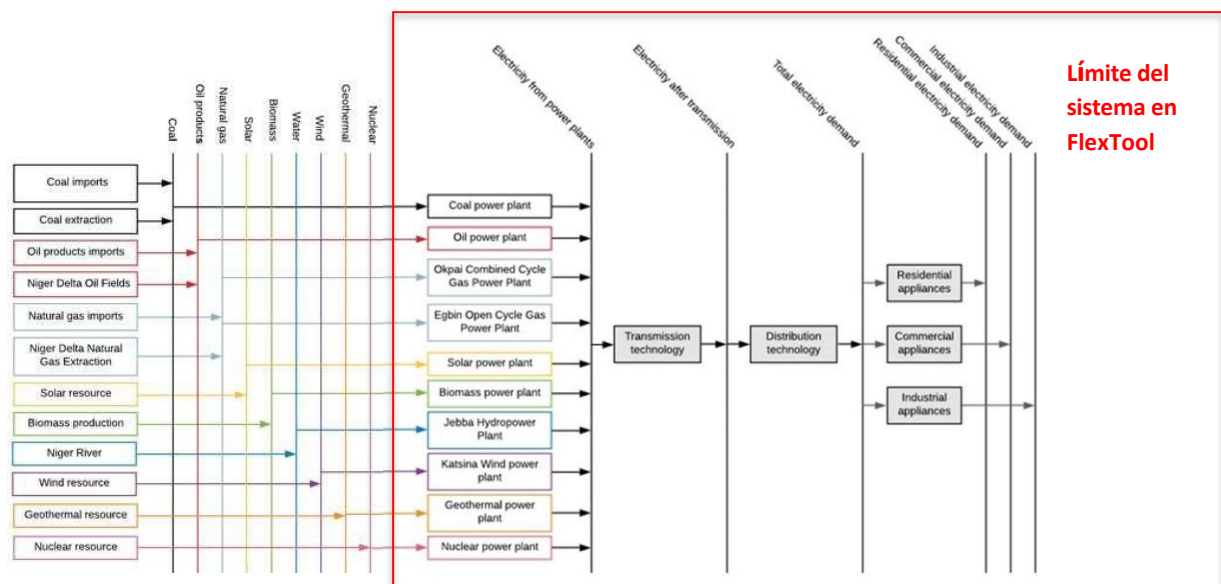 Coal
Oil products
Natural gas
Solar
Biomass
Water
Wind
Geothermal
Nuclear
Electricity from power plants
Electricity after transmission
Total electricity demand
Residential electricity demand
Commercial electricity demand
Industrial electricity demand
Límite del
sistema en
FlexTool
Coal imports
Coal extraction
Oil products imports
Niger Delta Oil Fields
Natural gas imports
Niger Delta Natural
Gas Extraction
Solar resource
Biomass production
Niger River
Wind resource
Geothermal resource
Nuclear resource
Coal power plant
Oil power plant
Okpai Combined Cycle
Gas Power Plant
Egbin Open Cycle Gas
Power Plant
Solar power plant
Biomass power plant
Jebba Hydropower
Plant
Katsina Wind power
plant
Geothermal power
plant
Nuclear power plant
Transmission
technology
Distribution
technology
Residential
appliances
Commercial
appliances
Industrial
appliances